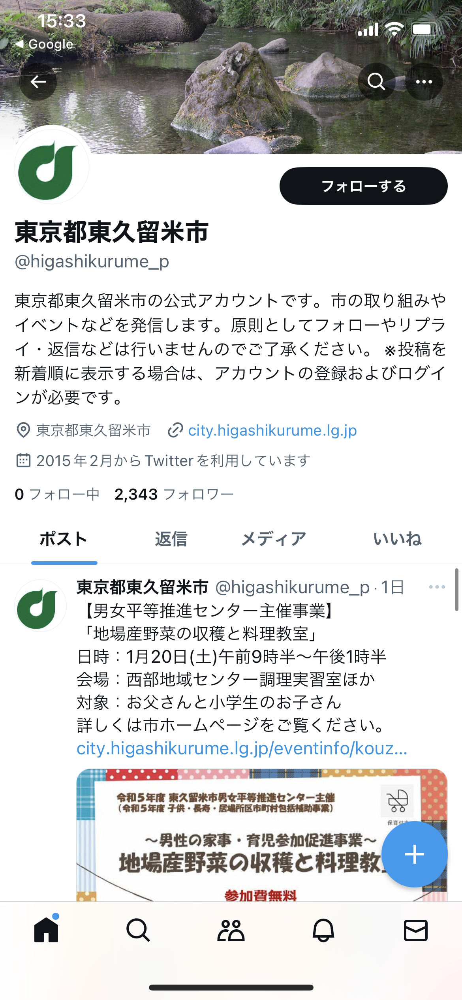 15:33
◀ Google
フォローする
東京都東久留米市
@higashikurume_p
東京都東久留米市の公式アカウントです。市の取り組みや
イベントなどを発信します。原則としてフォローやリプラ
イ・返信などは行いませんのでご了承ください。 ※投稿を
新着順に表示する場合は、アカウントの登録およびログイ
ンが必要です。
東京都東久留米市 city.higashikurume.lg.jp
2015年2月からTwitterを利用しています
0 フォロー中 2,343 フォロワー
ポスト 返信 メディア いいね
東京都東久留米市 @higashikurume_p · 1日
【男女平等推進センター主催事業】
「地場産野菜の収穫と料理教室」
日時：1月20日(土)午前9時半〜午後1時半
会場：西部地域センター調理実習室ほか
対象：お父さんと小学生のお子さん
詳しくは市ホームページをご覧ください。
city.higashikurume.lg.jp/eventinfo/kouz...
令和5年度 東久留米市男女平等推進センター主催
（令和5年度 子供・長寿・居場所区市町村包括補助事業）
保育付き
〜男性の家事・育児参加促進事業〜
地場産野菜の収穫と料理教
参加費無料